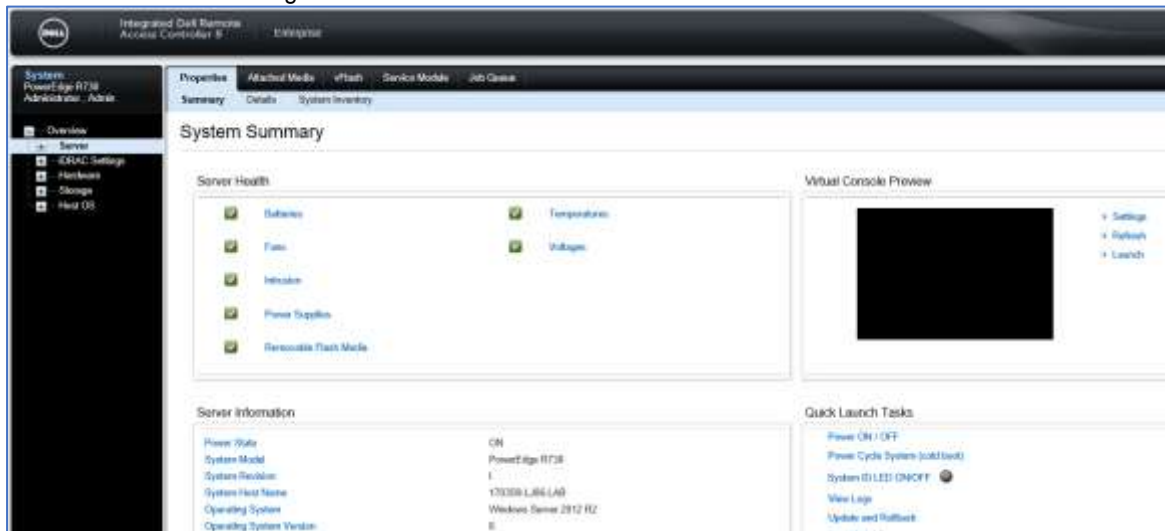 DELL
Integrated Dell Remote
Access Controller 8
Enterprise
System
PowerEdge R730
Administrator, Admin
Properties Attached Media vFlash Service Module Job Queue
Summary Details System Inventory
Overview
Server
iDRAC Settings
Hardware
Storage
Host OS
System Summary
Server Health
Batteries
Temperatures
Fans
Voltages
Intrusion
Power Supplies
Removable Flash Media
Virtual Console Preview
Settings
Refresh
Launch
Server Information
Power State ON
System Model PowerEdge R730
System Revision I
System Host Name
Operating System Windows Server 2012 R2
Operating System Version
Quick Launch Tasks
Power ON / OFF
Power Cycle System (cold boot)
System ID LED ON/OFF
View Logs
Update and Rollback